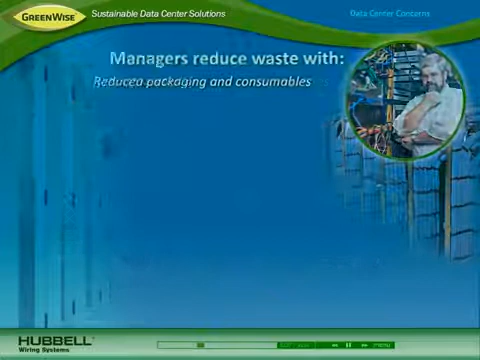 GREENWISE
Sustainable Data Center Solutions
Data Center Concerns
Managers reduce waste with:
Reduced packaging and consumables
HUBBELL
Wiring Systems